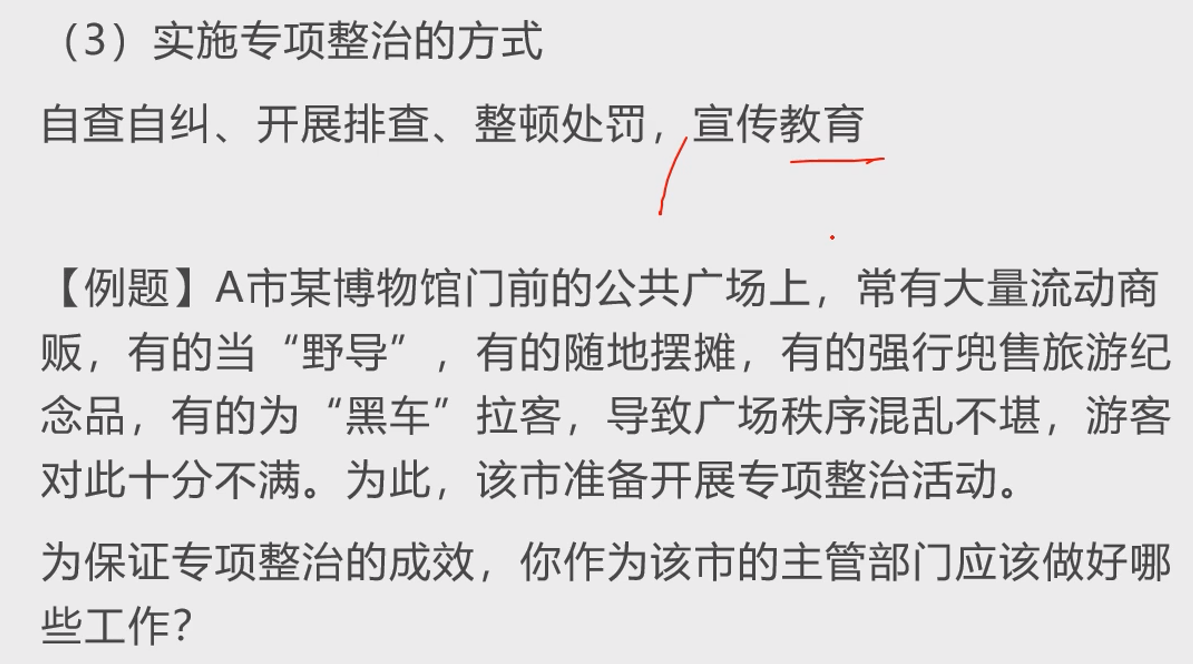 （3）实施专项整治的方式
自查自纠、开展排查、整顿处罚，宣传教育
【例题】A市某博物馆门前的公共广场上，常有大量流动商
贩，有的当“野导”，有的随地摆摊，有的强行兜售旅游纪
念品，有的为“黑车”拉客，导致广场秩序混乱不堪，游客
对此十分不满。为此，该市准备开展专项整治活动。
为保证专项整治的成效，你作为该市的主管部门应该做好哪
些工作？